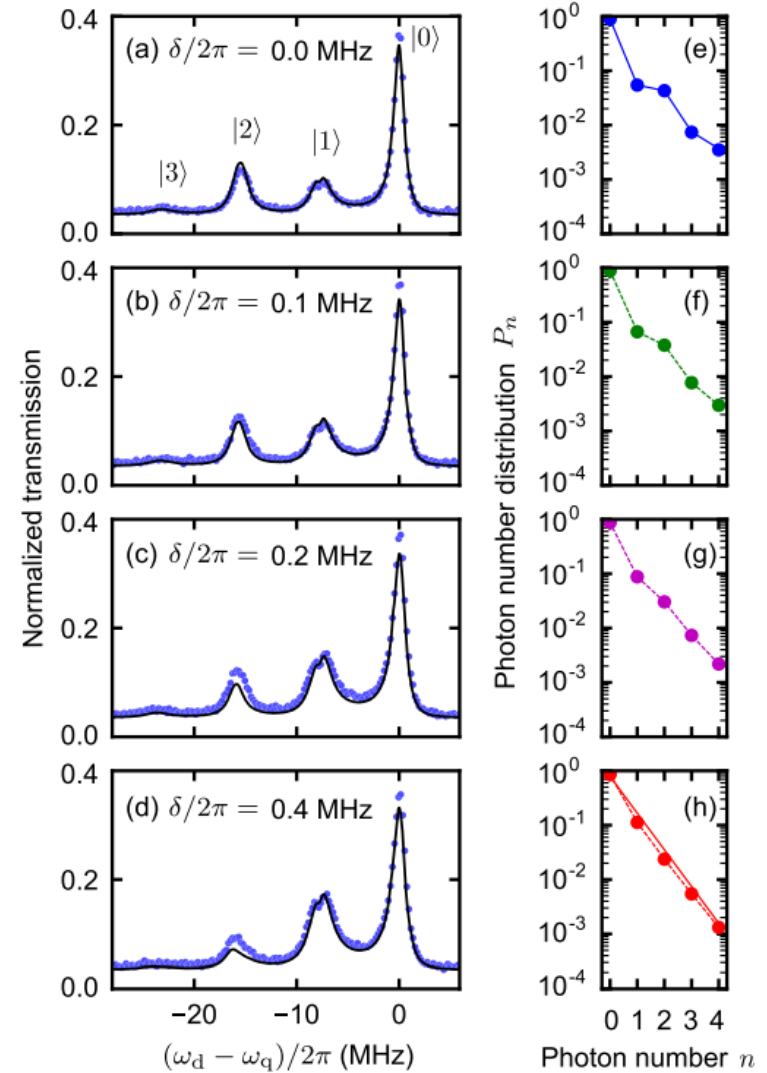 0.4
(a) δ/2π = 0.0 MHz
|0⟩
|1⟩
|2⟩
|3⟩
0.2
0.0
0.4
(b) δ/2π = 0.1 MHz
0.2
0.0
0.4
(c) δ/2π = 0.2 MHz
0.2
0.0
0.4
(d) δ/2π = 0.4 MHz
0.2
0.0
−20 −10 0
(ω_d − ω_q)/2π (MHz)
Normalized transmission
10^0
(e)
10^-1
10^-2
10^-3
10^-4
10^0
(f)
10^-1
10^-2
10^-3
10^-4
10^0
(g)
10^-1
10^-2
10^-3
10^-4
10^0
(h)
10^-1
10^-2
10^-3
10^-4
0 1 2 3 4
Photon number n
Photon number distribution P_n